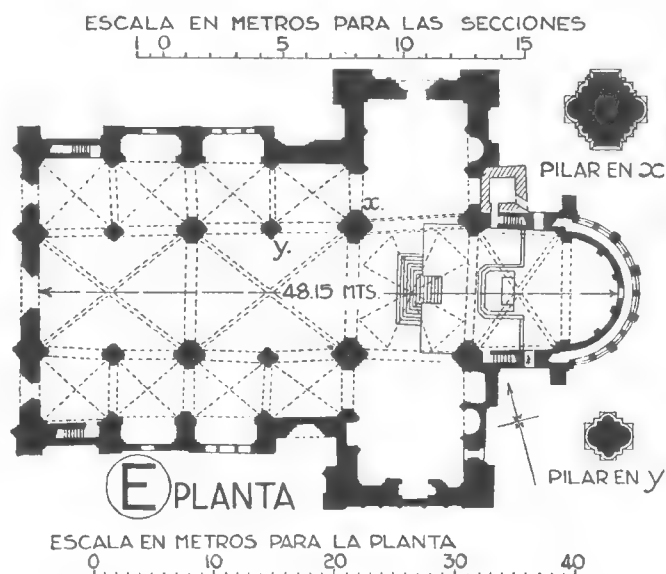 ESCALA EN METROS PARA LAS SECCIONES
1 0 5 10 15
PILAR EN X
x
y
48.15 MTS.
E PLANTA
PILAR EN y
ESCALA EN METROS PARA LA PLANTA
0 10 20 30 40